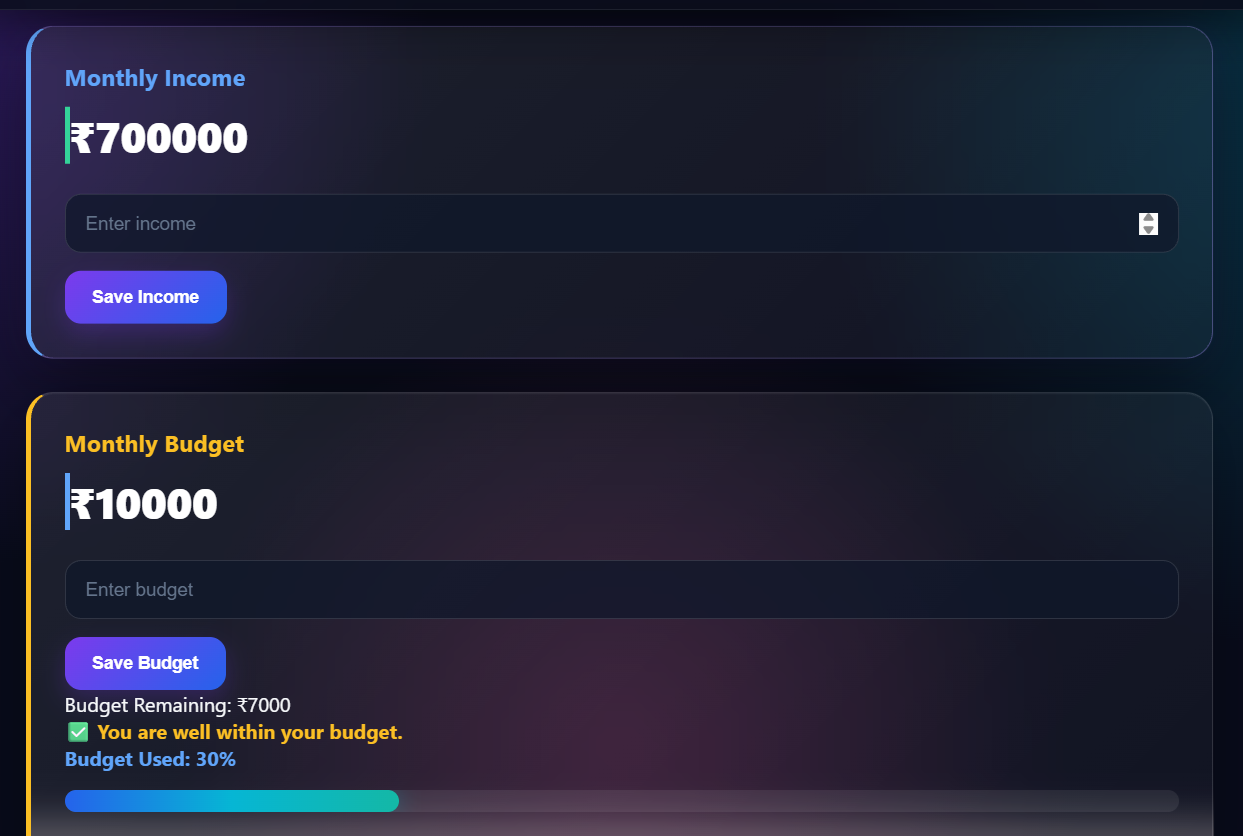 Monthly Income
₹700000
Enter income
Save Income
Monthly Budget
₹10000
Enter budget
Save Budget
Budget Remaining: ₹7000
✅ You are well within your budget.
Budget Used: 30%